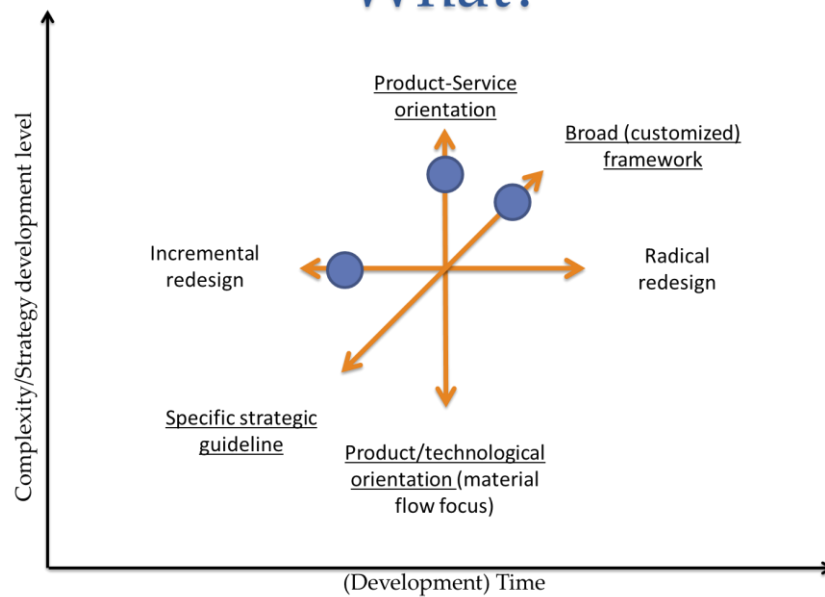 What?
Product-Service
orientation
Broad (customized)
framework
Incremental
redesign
Radical
redesign
Specific strategic
guideline
Product/technological
orientation (material
flow focus)
Complexity/Strategy development level
(Development) Time